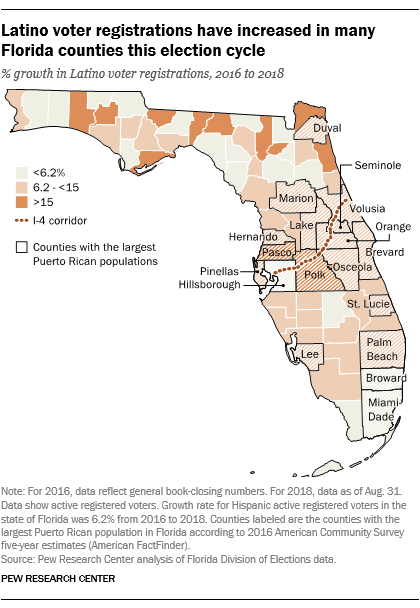 Latino voter registrations have increased in many
Florida counties this election cycle
% growth in Latino voter registrations, 2016 to 2018
Duval
<6.2%
6.2 - <15
>15
I-4 corridor
Counties with the largest
Puerto Rican populations
Seminole
Marion
Volusia
Lake
Orange
Hernando
Brevard
Pasco
Osceola
Pinellas
Polk
Hillsborough
St. Lucie
Lee
Palm
Beach
Broward
Miami-
Dade
Note: For 2016, data reflect general book-closing numbers. For 2018, data as of Aug. 31.
Data show active registered voters. Growth rate for Hispanic active registered voters in the
state of Florida was 6.2% from 2016 to 2018. Counties labeled are the counties with the
largest Puerto Rican population in Florida according to 2016 American Community Survey
five-year estimates (American FactFinder).
Source: Pew Research Center analysis of Florida Division of Elections data.
PEW RESEARCH CENTER